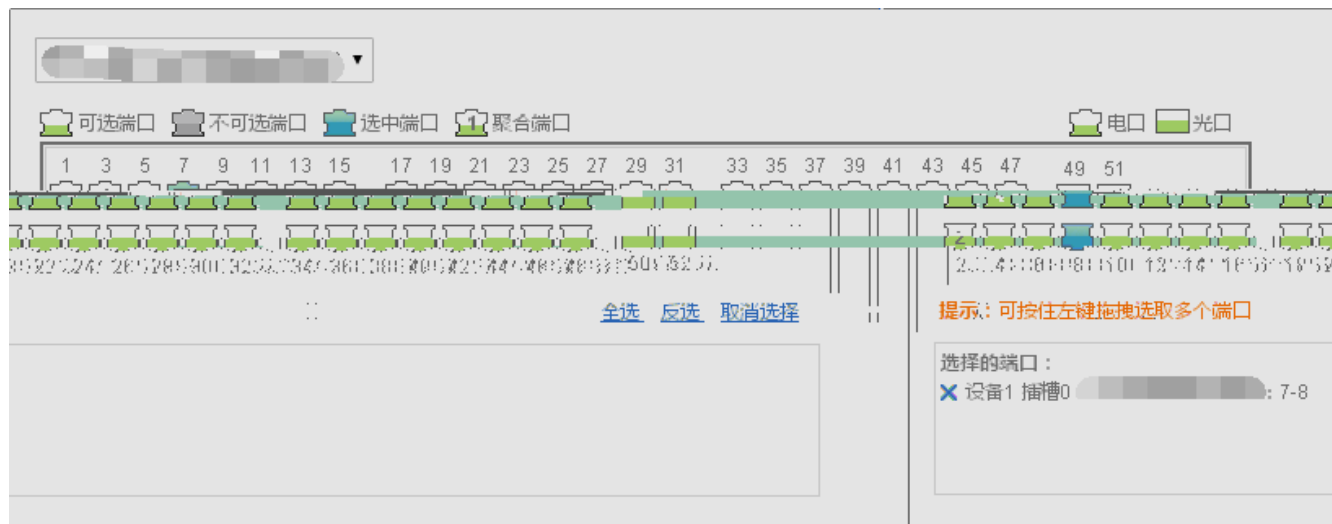 可选端口 不可选端口 选中端口 1 聚合端口 电口 光口
1 3 5 7 9 11 13 15 17 19 21 23 25 27 29 31 33 35 37 39 41 43 45 47 49 51
2
全选 反选 取消选择 提示：可按住左键拖拽选取多个端口
选择的端口：
设备1 插槽0 : 7-8